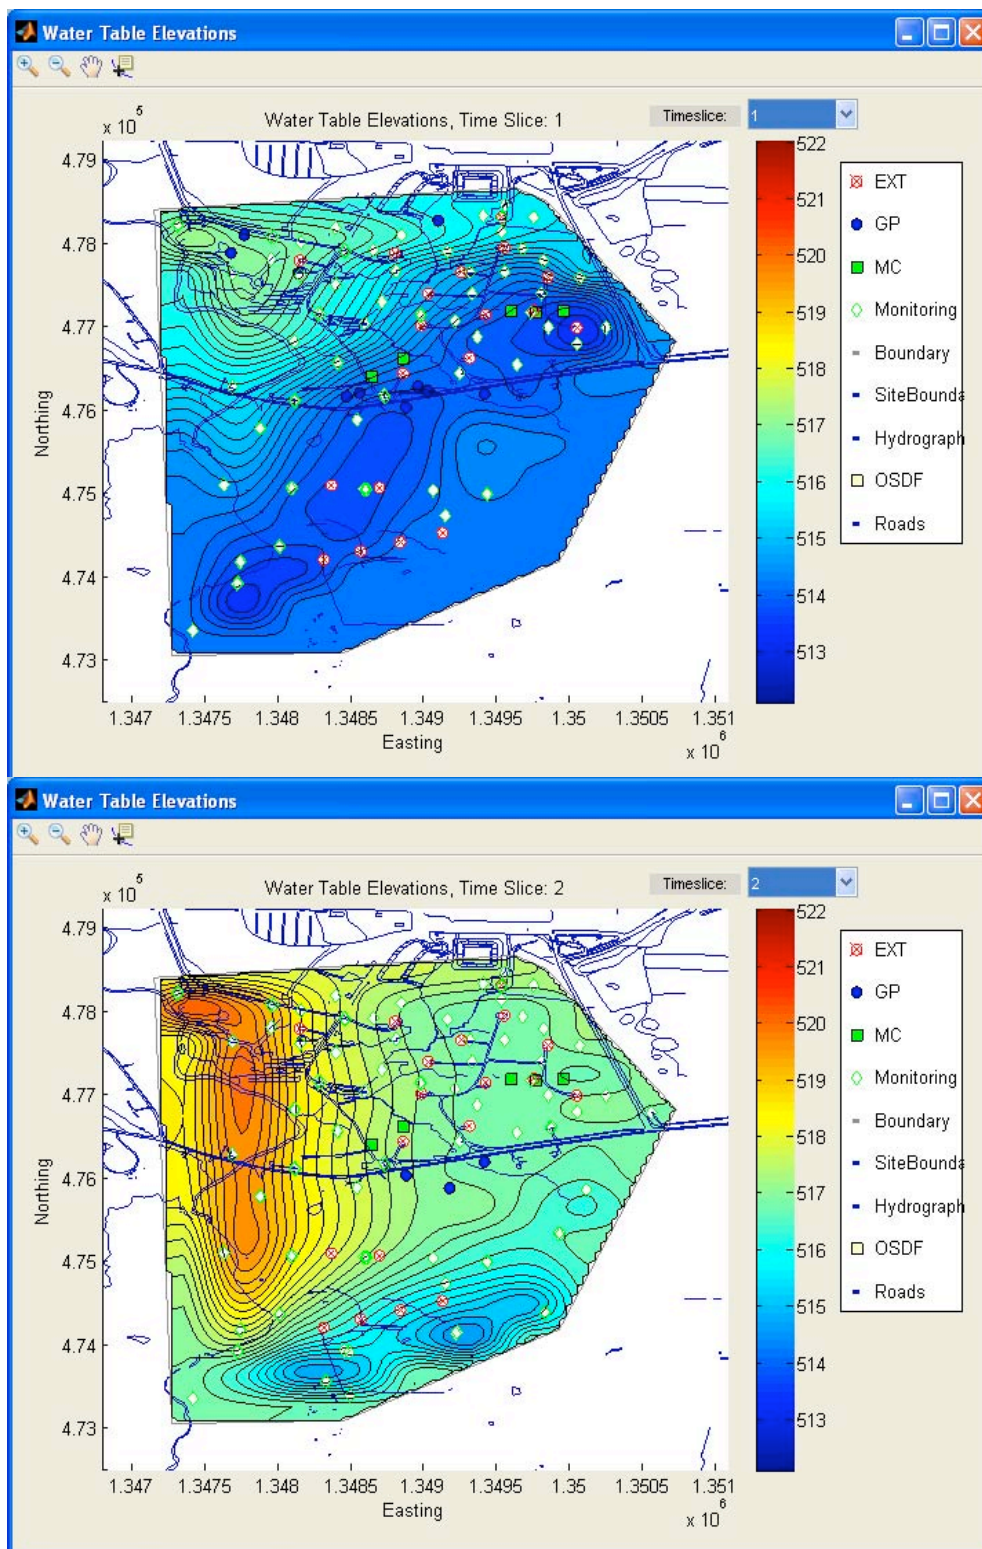 Water Table Elevations
x 10 5
Water Table Elevations, Time Slice: 1
Timeslice:
1
4.79
4.78
4.77
4.76
4.75
4.74
4.73
Northing
1.347 1.3475 1.348 1.3485 1.349 1.3495 1.35 1.3505 1.351
Easting
x 10 6
522
521
520
519
518
517
516
515
514
513
EXT
GP
MC
Monitoring
Boundary
SiteBounda
Hydrograph
OSDF
Roads
Water Table Elevations
x 10 5
Water Table Elevations, Time Slice: 2
Timeslice:
2
4.79
4.78
4.77
4.76
4.75
4.74
4.73
Northing
1.347 1.3475 1.348 1.3485 1.349 1.3495 1.35 1.3505 1.351
Easting
x 10 6
522
521
520
519
518
517
516
515
514
513
EXT
GP
MC
Monitoring
Boundary
SiteBounda
Hydrograph
OSDF
Roads